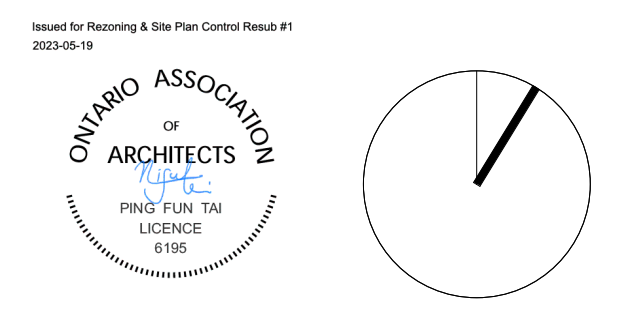 Issued for Rezoning & Site Plan Control Resub #1
2023-05-19
ONTARIO ASSOCIATION
OF
ARCHITECTS
PING FUN TAI
LICENCE
6195